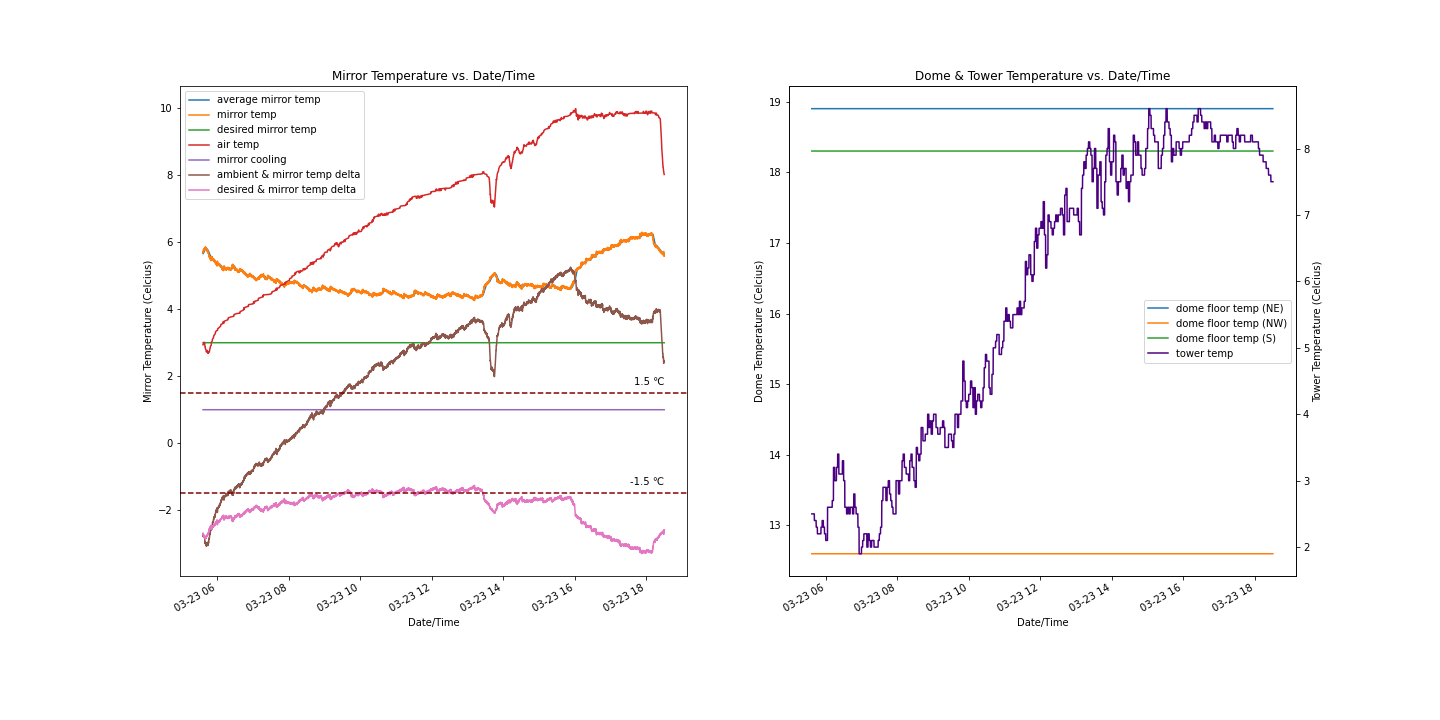 Mirror Temperature vs. Date/Time
average mirror temp
mirror temp
desired mirror temp
air temp
mirror cooling
ambient & mirror temp delta
desired & mirror temp delta
10
8
6
4
2
0
−2
Mirror Temperature (Celcius)
1.5 °C
-1.5 °C
03-23 06
03-23 08
03-23 10
03-23 12
03-23 14
03-23 16
03-23 18
Date/Time
Dome & Tower Temperature vs. Date/Time
19
18
17
16
15
14
13
Dome Temperature (Celcius)
dome floor temp (NE)
dome floor temp (NW)
dome floor temp (S)
tower temp
8
7
6
5
4
3
2
Tower Temperature (Celcius)
03-23 06
03-23 08
03-23 10
03-23 12
03-23 14
03-23 16
03-23 18
Date/Time